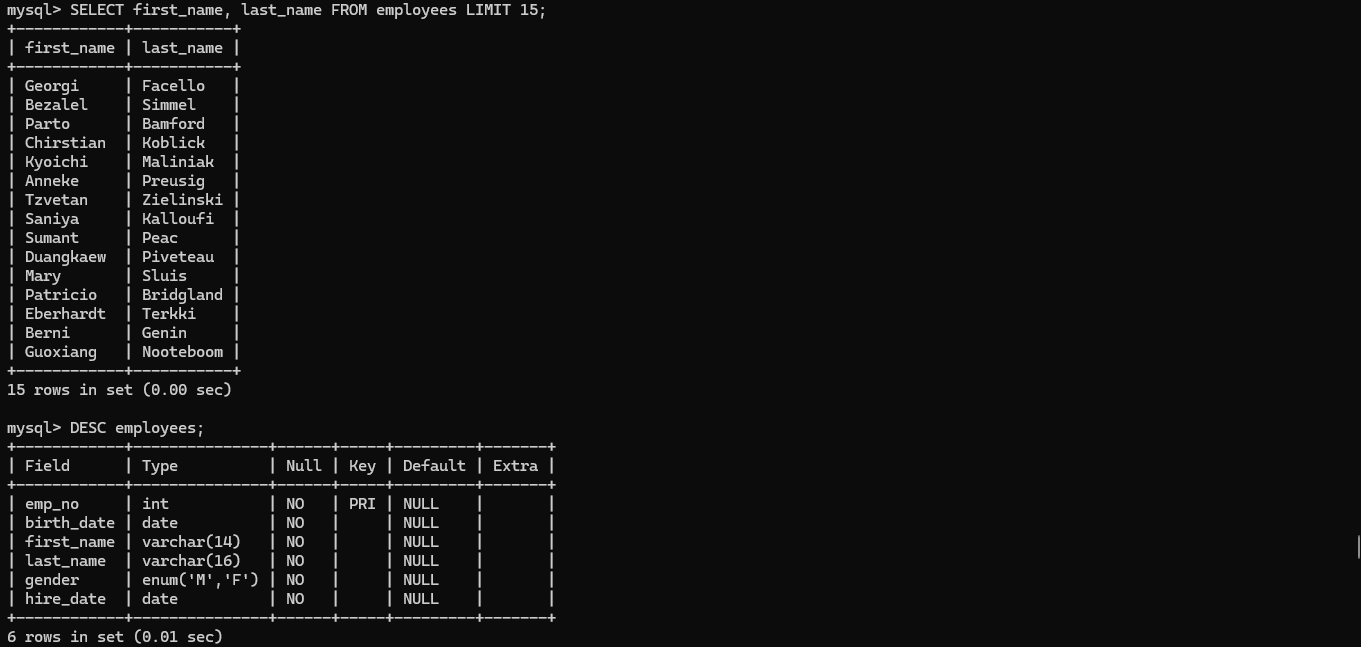 mysql> SELECT first_name, last_name FROM employees LIMIT 15;
+------------+-----------+
| first_name | last_name |
+------------+-----------+
| Georgi     | Facello   |
| Bezalel    | Simmel    |
| Parto      | Bamford   |
| Chirstian  | Koblick   |
| Kyoichi    | Maliniak  |
| Anneke     | Preusig   |
| Tzvetan    | Zielinski |
| Saniya     | Kalloufi  |
| Sumant     | Peac      |
| Duangkaew  | Piveteau  |
| Mary       | Sluis     |
| Patricio   | Bridgland |
| Eberhardt  | Terkki    |
| Berni      | Genin     |
| Guoxiang   | Nooteboom |
+------------+-----------+
15 rows in set (0.00 sec)

mysql> DESC employees;
+------------+---------------+------+-----+---------+-------+
| Field      | Type          | Null | Key | Default | Extra |
+------------+---------------+------+-----+---------+-------+
| emp_no     | int           | NO   | PRI | NULL    |       |
| birth_date | date          | NO   |     | NULL    |       |
| first_name | varchar(14)   | NO   |     | NULL    |       |
| last_name  | varchar(16)   | NO   |     | NULL    |       |
| gender     | enum('M','F') | NO   |     | NULL    |       |
| hire_date  | date          | NO   |     | NULL    |       |
+------------+---------------+------+-----+---------+-------+
6 rows in set (0.01 sec)